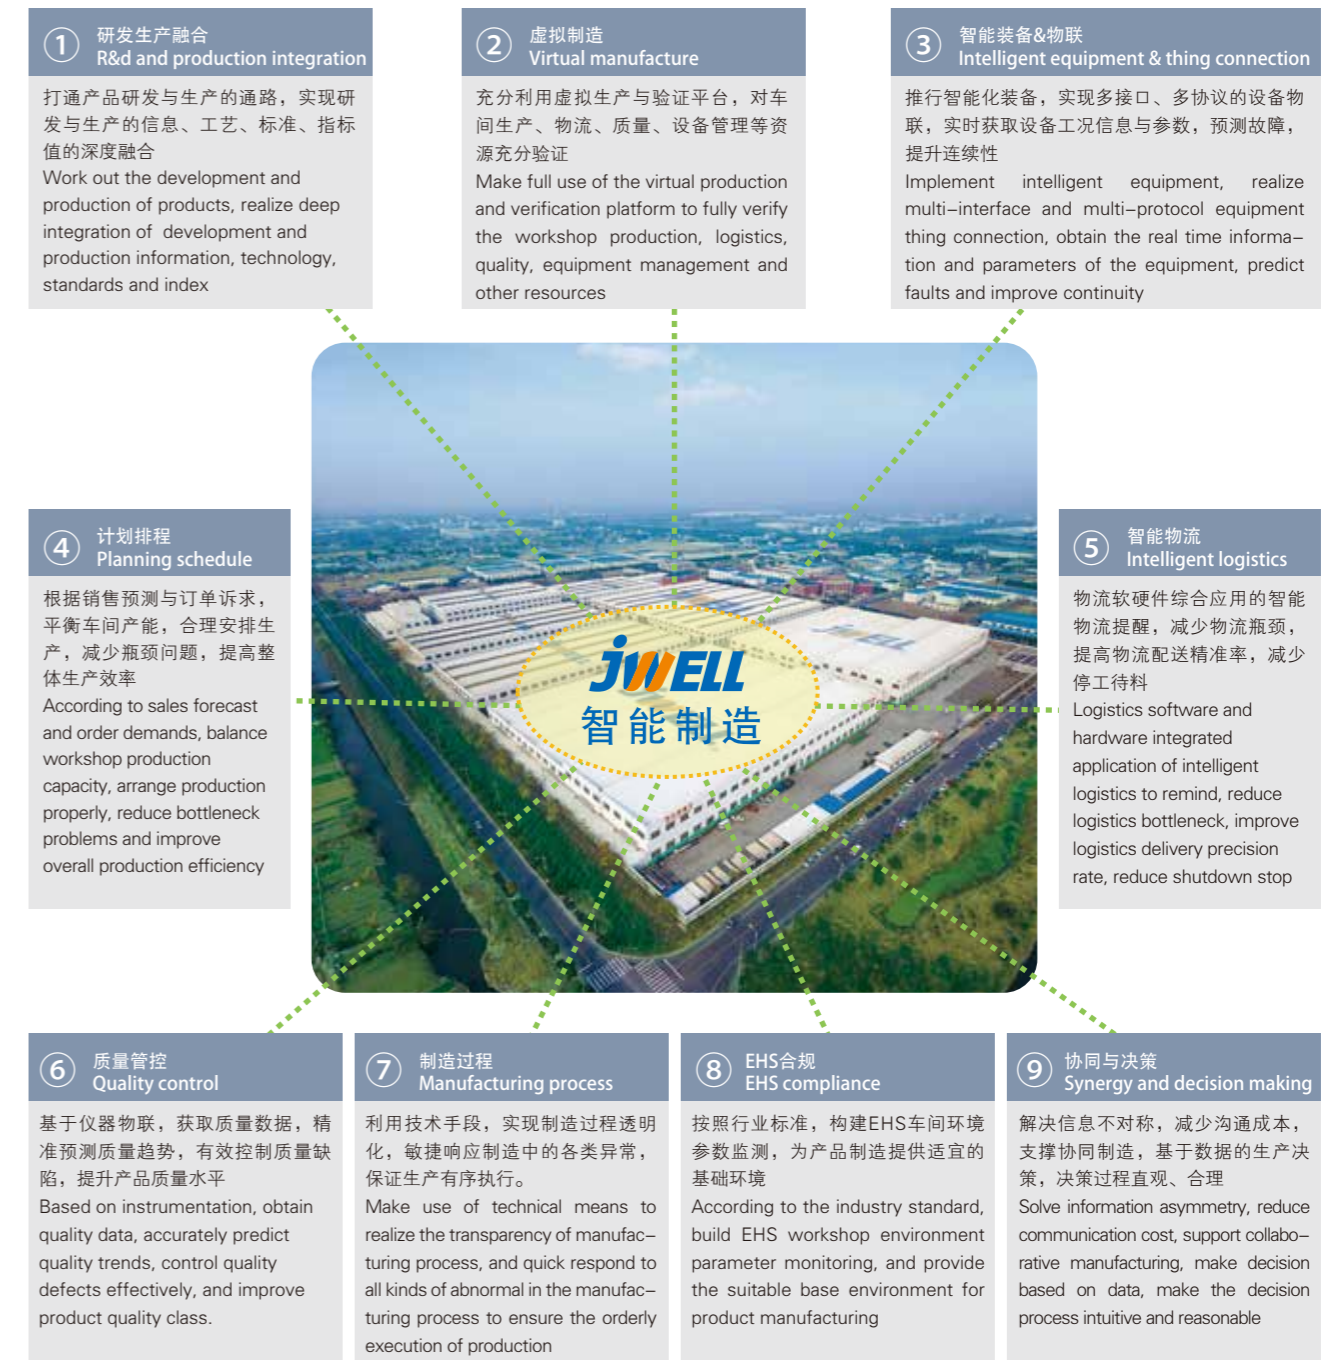 ①
研发生产融合
R&d and production integration
打通产品研发与生产的通路，实现研
发与生产的信息、工艺、标准、指标
值的深度融合
Work out the development and
production of products, realize deep
integration of development and
production information, technology,
standards and index
②
虚拟制造
Virtual manufacture
充分利用虚拟生产与验证平台，对车
间生产、物流、质量、设备管理等资
源充分验证
Make full use of the virtual production
and verification platform to fully verify
the workshop production, logistics,
quality, equipment management and
other resources
③
智能装备&物联
Intelligent equipment & thing connection
推行智能化装备，实现多接口、多协议的设备物
联，实时获取设备工况信息与参数，预测故障，
提升连续性
Implement intelligent equipment, realize
multi-interface and multi-protocol equipment
thing connection, obtain the real time informa-
tion and parameters of the equipment, predict
faults and improve continuity
④
计划排程
Planning schedule
根据销售预测与订单诉求，
平衡车间产能，合理安排生
产，减少瓶颈问题，提高整
体生产效率
According to sales forecast
and order demands, balance
workshop production
capacity, arrange production
properly, reduce bottleneck
problems and improve
overall production efficiency
JWELL
智能制造
⑤
智能物流
Intelligent logistics
物流软硬件综合应用的智能
物流提醒，减少物流瓶颈，
提高物流配送精准率，减少
停工待料
Logistics software and
hardware integrated
application of intelligent
logistics to remind, reduce
logistics bottleneck, improve
logistics delivery precision
rate, reduce shutdown stop
⑥
质量管控
Quality control
基于仪器物联，获取质量数据，精
准预测质量趋势，有效控制质量缺
陷，提升产品质量水平
Based on instrumentation, obtain
quality data, accurately predict
quality trends, control quality
defects effectively, and improve
product quality class.
⑦
制造过程
Manufacturing process
利用技术手段，实现制造过程透明
化，敏捷响应制造中的各类异常，
保证生产有序执行。
Make use of technical means to
realize the transparency of manufac-
turing process, and quick respond to
all kinds of abnormal in the manufac-
turing process to ensure the orderly
execution of production
⑧
EHS合规
EHS compliance
按照行业标准，构建EHS车间环境
参数监测，为产品制造提供适宜的
基础环境
According to the industry standard,
build EHS workshop environment
parameter monitoring, and provide
the suitable base environment for
product manufacturing
⑨
协同与决策
Synergy and decision making
解决信息不对称，减少沟通成本，
支撑协同制造，基于数据的生产决
策，决策过程直观、合理
Solve information asymmetry, reduce
communication cost, support collabo-
rative manufacturing, make decision
based on data, make the decision
process intuitive and reasonable